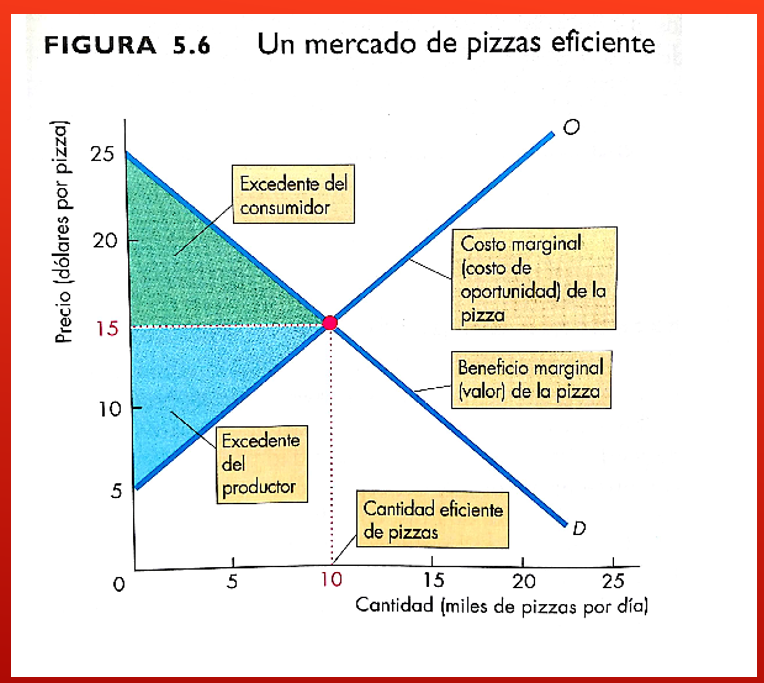 FIGURA 5.6 Un mercado de pizzas eficiente
Precio (dólares por pizza)
25
20
15
10
5
0
Excedente del
consumidor
O
Costo marginal
(costo de
oportunidad) de la
pizza
Beneficio marginal
(valor) de la pizza
Excedente
del
productor
Cantidad eficiente
de pizzas
D
5
10
15
20
25
Cantidad (miles de pizzas por día)